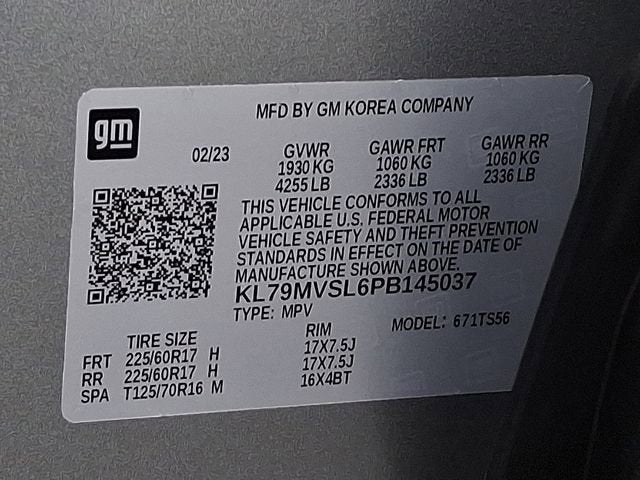 gm
MFD BY GM KOREA COMPANY
02/23 GVWR GAWR FRT GAWR RR
1930 KG 1060 KG 1060 KG
4255 LB 2336 LB 2336 LB
THIS VEHICLE CONFORMS TO ALL
APPLICABLE U.S. FEDERAL MOTOR
VEHICLE SAFETY AND THEFT PREVENTION
STANDARDS IN EFFECT ON THE DATE OF
MANUFACTURE SHOWN ABOVE.
KL79MVSL6PB145037
TYPE: MPV MODEL: 671TS56
TIRE SIZE RIM
FRT 225/60R17 H 17X7.5J
RR 225/60R17 H 17X7.5J
SPA T125/70R16 M 16X4BT